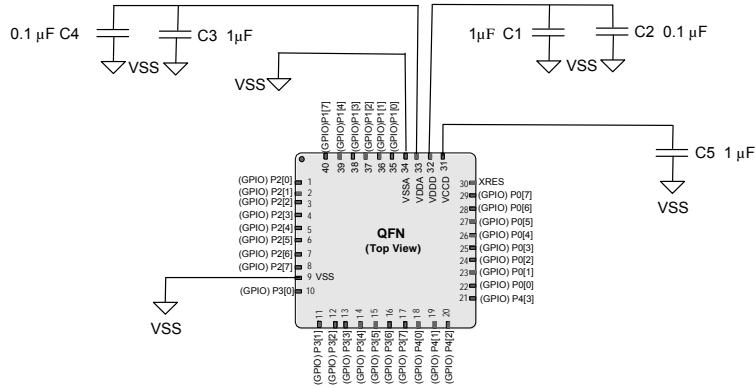 0.1 µF C4
C3 1µF
1µF C1
C2 0.1 µF
VSS
VSS
VSS
C5 1 µF
VSS
(GPIO)P1[7]
(GPIO)P1[4]
(GPIO)P1[3]
(GPIO)P1[2]
(GPIO)P1[1]
(GPIO)P1[0]
40
39
38
37
36
35
34
33
32
31
VSSA
VDDA
VDDD
VCCD
(GPIO) P2[0] 1
(GPIO) P2[1] 2
(GPIO) P2[2] 3
(GPIO) P2[3] 4
(GPIO) P2[4] 5
(GPIO) P2[5] 6
(GPIO) P2[6] 7
(GPIO) P2[7] 8
9 VSS
(GPIO) P3[0] 10
VSS
QFN
(Top View)
30 XRES
29 (GPIO) P0[7]
28 (GPIO) P0[6]
27 (GPIO) P0[5]
26 (GPIO) P0[4]
25 (GPIO) P0[3]
24 (GPIO) P0[2]
23 (GPIO) P0[1]
22 (GPIO) P0[0]
21 (GPIO) P4[3]
11
12
13
14
15
16
17
18
19
20
(GPIO) P3[1]
(GPIO) P3[2]
(GPIO) P3[3]
(GPIO) P3[4]
(GPIO) P3[5]
(GPIO) P3[6]
(GPIO) P3[7]
(GPIO) P4[0]
(GPIO) P4[1]
(GPIO) P4[2]